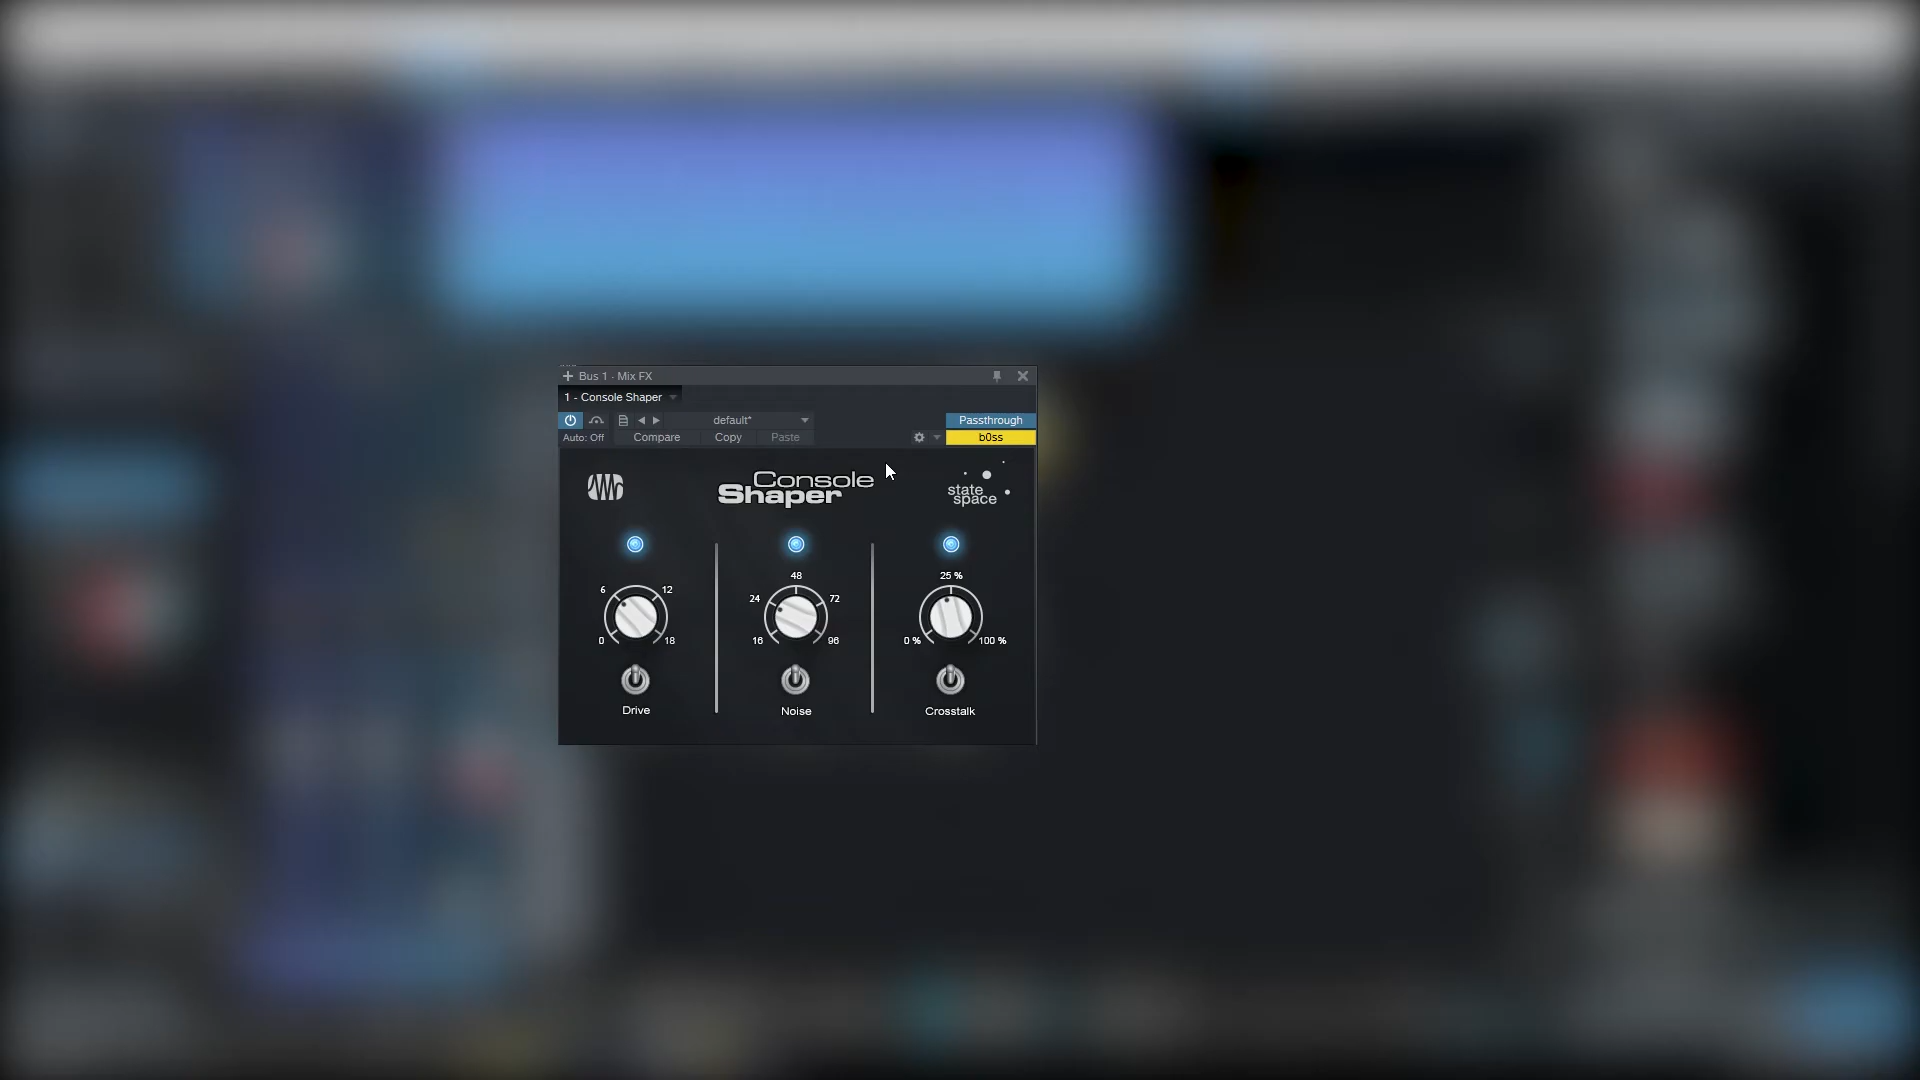 Bus 1 - Mix FX
1 - Console Shaper
default*
Passthrough
Auto: Off
Compare
Copy
Paste
b0ss
Console
Shaper
state
space
6
12
0
18
Drive
48
24
72
16
96
Noise
25 %
0 %
100 %
Crosstalk